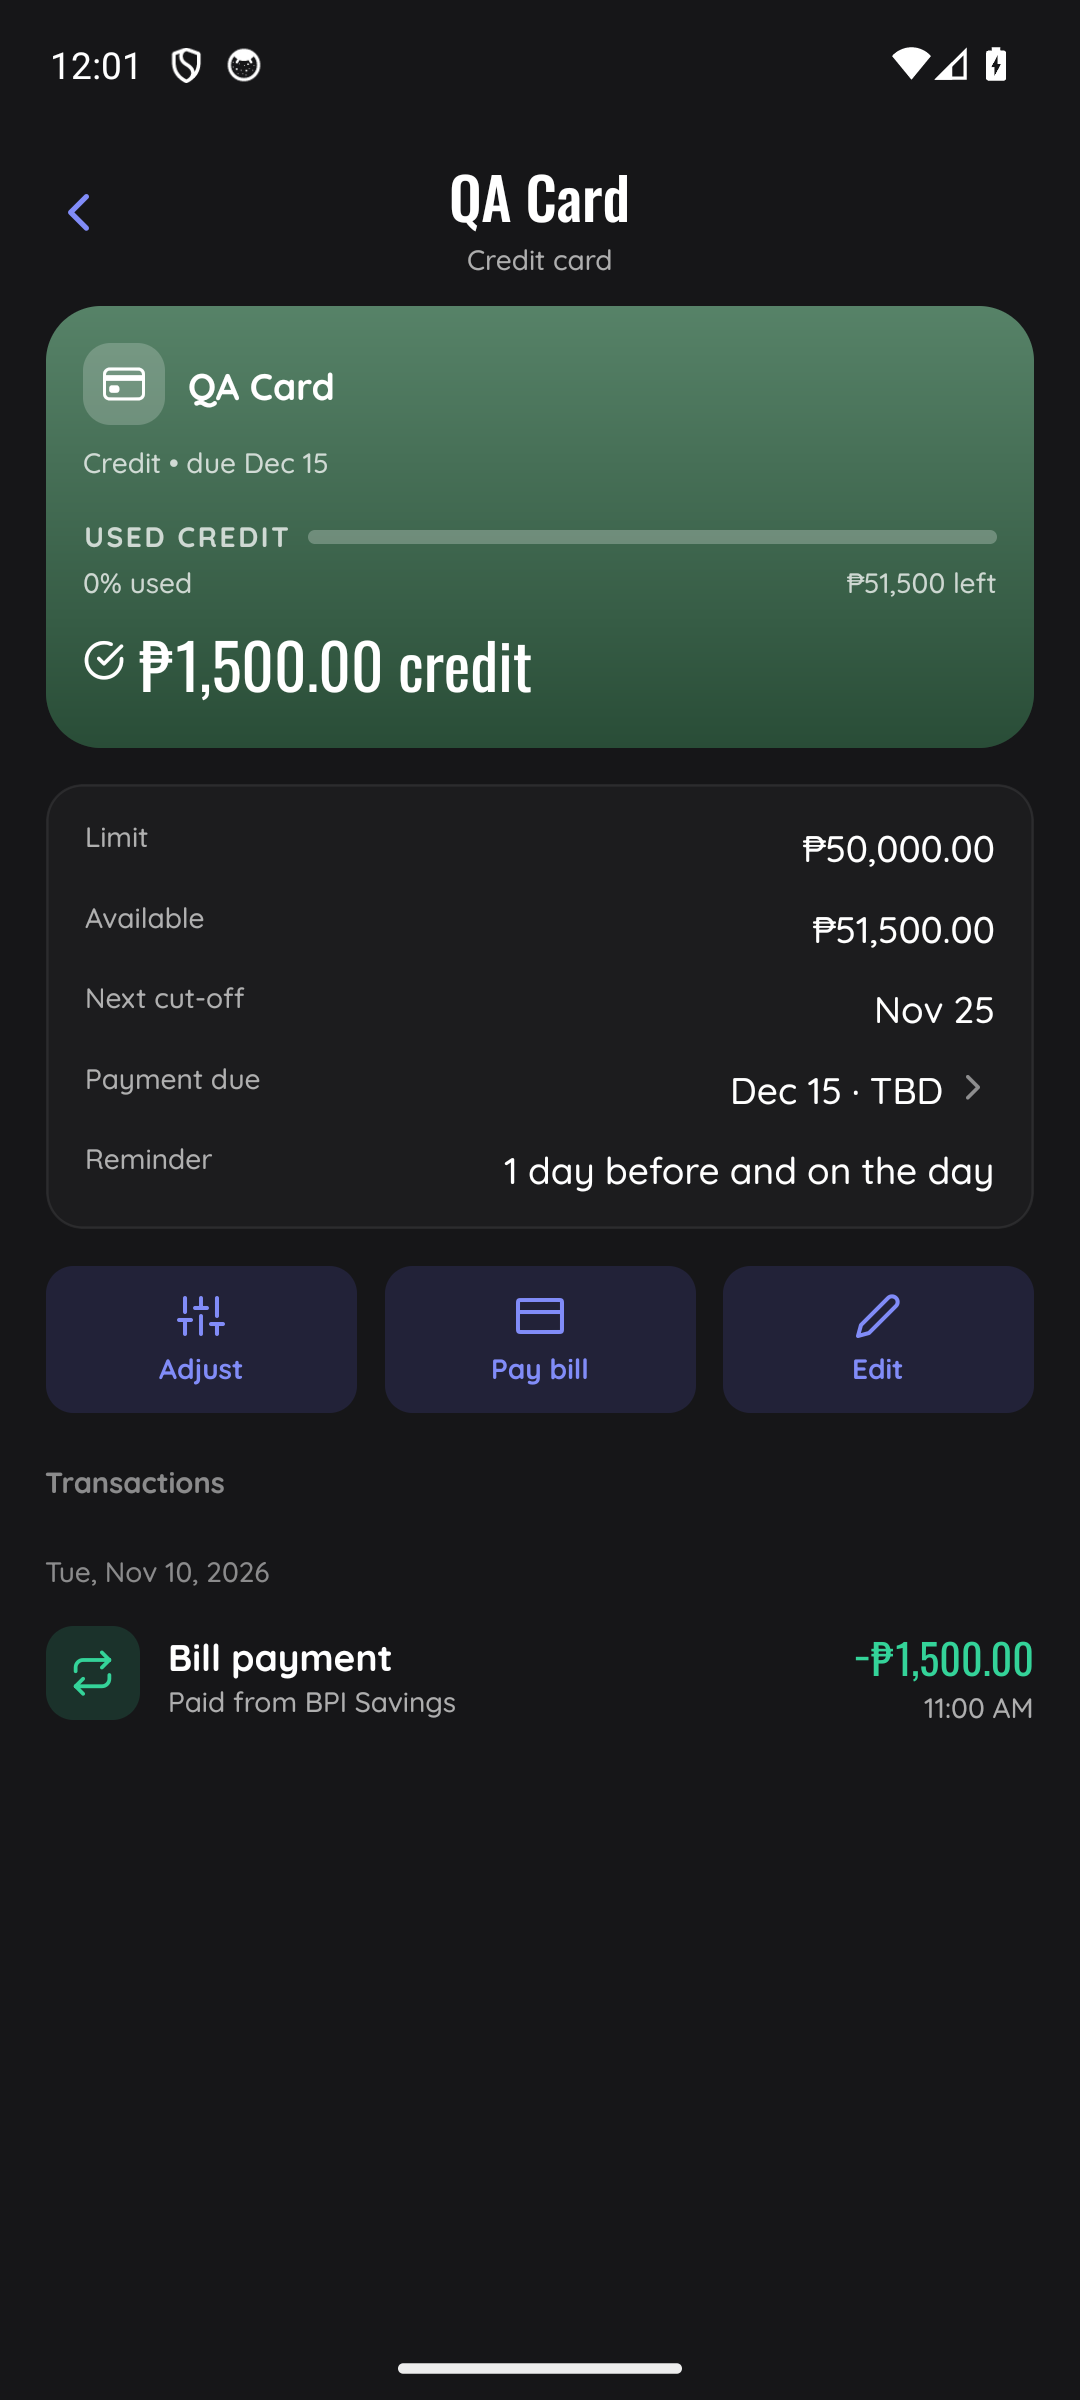 12:01
QA Card
Credit card
QA Card
Credit • due Dec 15
USED CREDIT
0% used
₱51,500 left
₱1,500.00 credit
Limit
₱50,000.00
Available
₱51,500.00
Next cut-off
Nov 25
Payment due
Dec 15 · TBD
Reminder
1 day before and on the day
Adjust
Pay bill
Edit
Transactions
Tue, Nov 10, 2026
Bill payment
-₱1,500.00
Paid from BPI Savings
11:00 AM